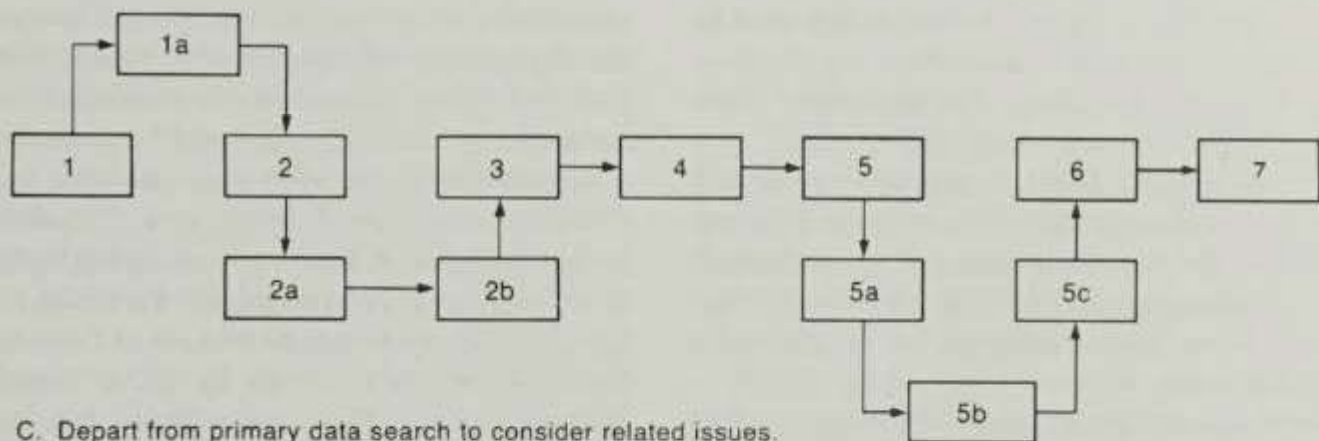 1a
1
2
3
4
5
6
7
2a
2b
5a
5c
5b
C. Depart from primary data search to consider related issues.